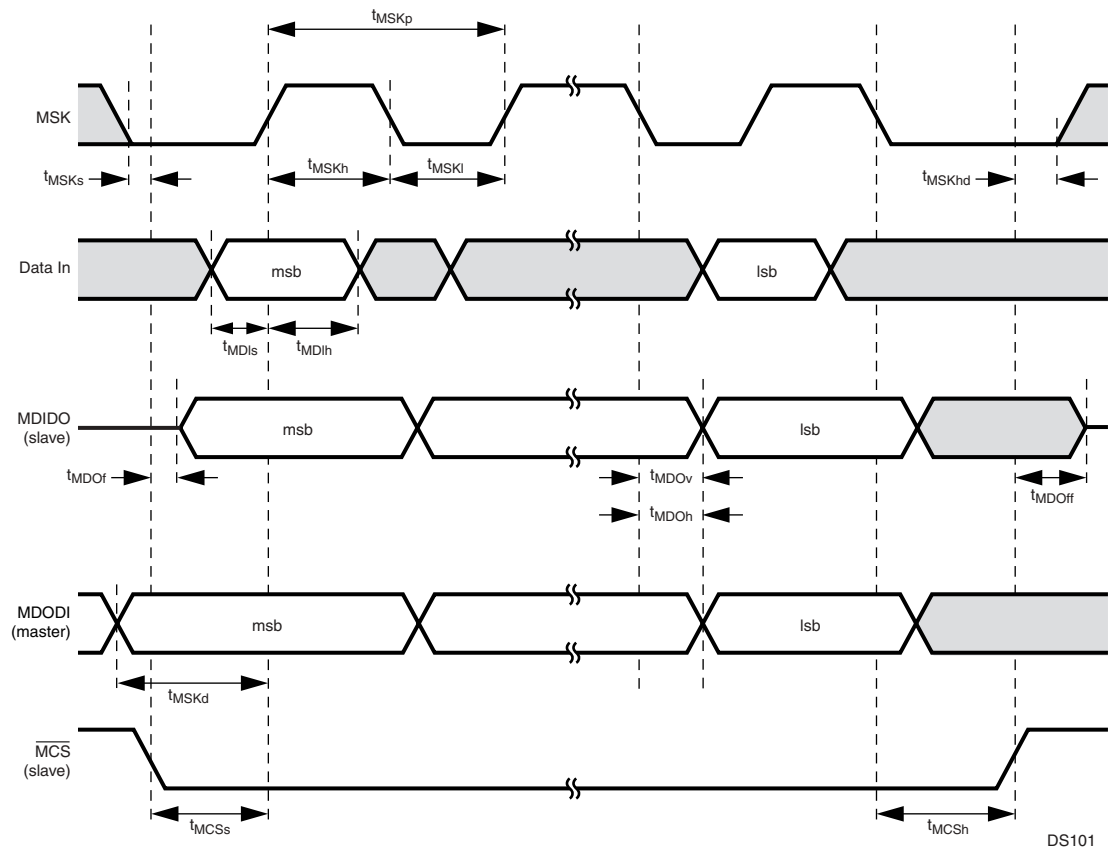 tMSKp
MSK
tMSKs
tMSKh
tMSKl
tMSKhd
Data In
msb
lsb
tMDIs
tMDIh
MDIDO
(slave)
msb
lsb
tMDOf
tMDOv
tMDOff
tMDOh
MDODI
(master)
msb
lsb
tMSKd
MCS
(slave)
tMCSs
tMCSh
DS101